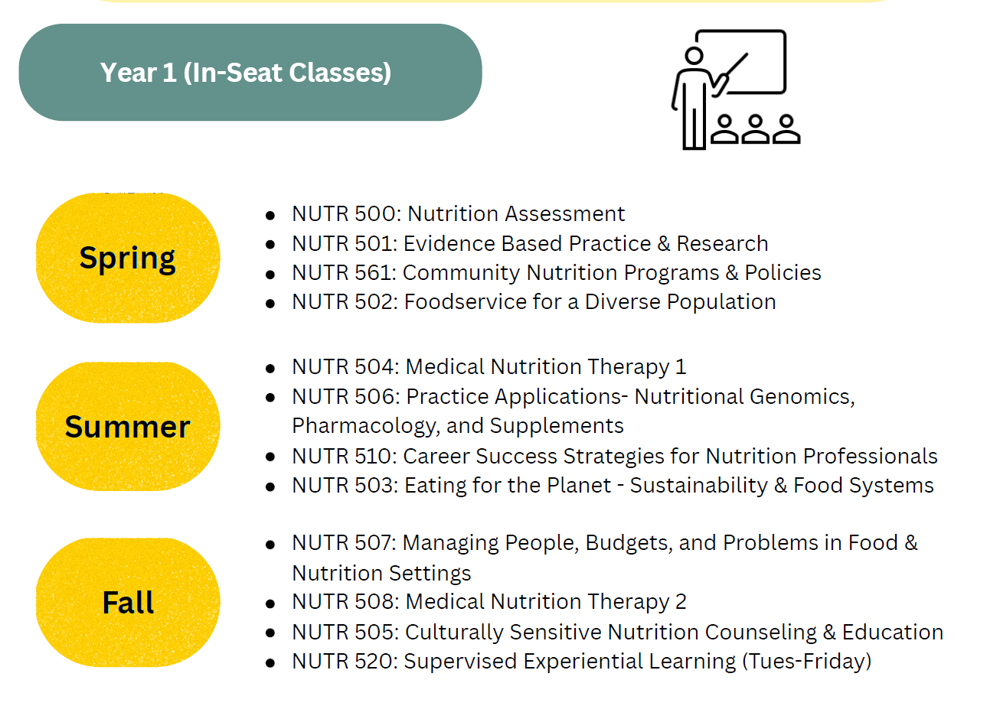 Year 1 (In-Seat Classes)
Spring
NUTR 500: Nutrition Assessment
NUTR 501: Evidence Based Practice & Research
NUTR 561: Community Nutrition Programs & Policies
NUTR 502: Foodservice for a Diverse Population
Summer
NUTR 504: Medical Nutrition Therapy 1
NUTR 506: Practice Applications- Nutritional Genomics,
Pharmacology, and Supplements
NUTR 510: Career Success Strategies for Nutrition Professionals
NUTR 503: Eating for the Planet - Sustainability & Food Systems
Fall
NUTR 507: Managing People, Budgets, and Problems in Food &
Nutrition Settings
NUTR 508: Medical Nutrition Therapy 2
NUTR 505: Culturally Sensitive Nutrition Counseling & Education
NUTR 520: Supervised Experiential Learning (Tues-Friday)